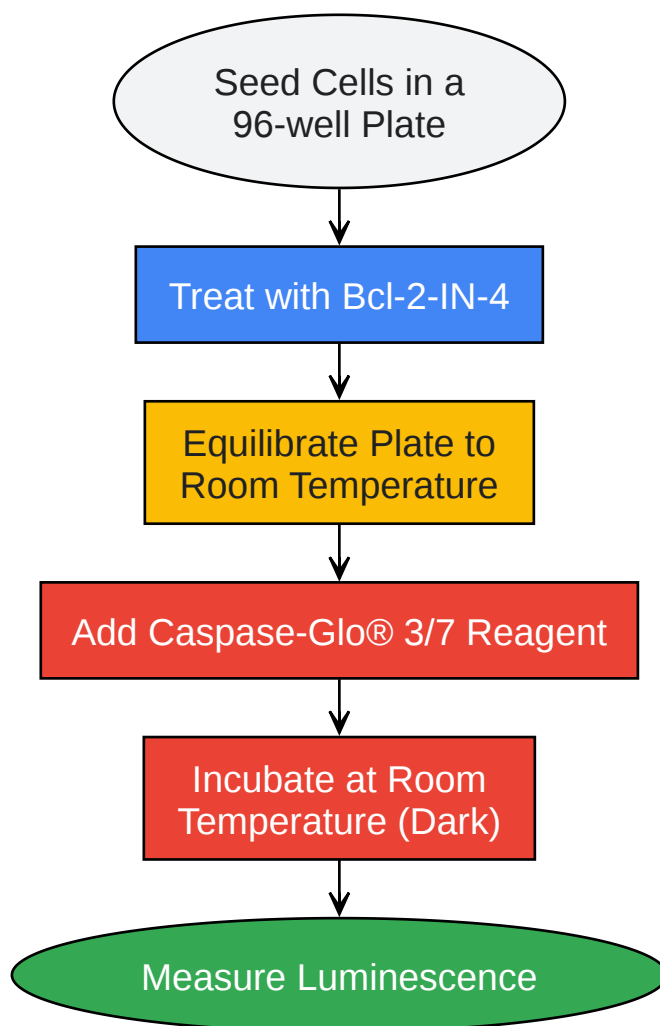 Seed Cells in a
96-well Plate
Treat with Bcl-2-IN-4
Equilibrate Plate to
Room Temperature
Add Caspase-Glo® 3/7 Reagent
Incubate at Room
Temperature (Dark)
Measure Luminescence